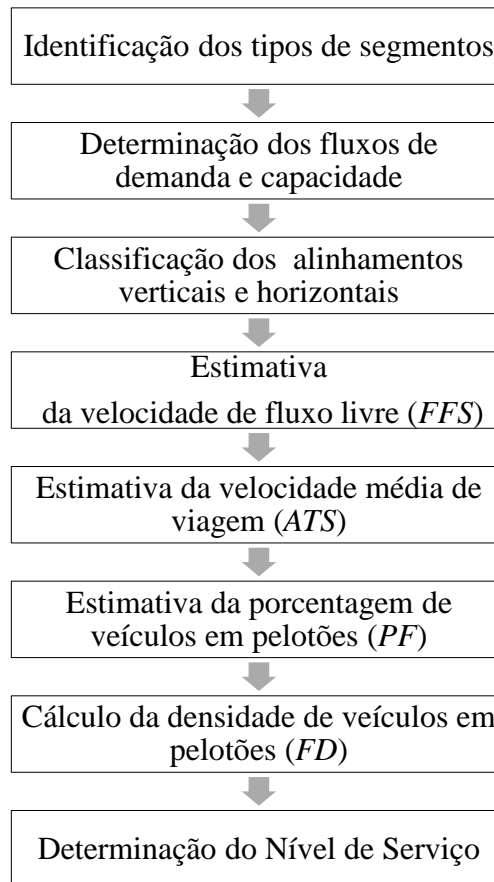 Identificação dos tipos de segmentos
Determinação dos fluxos de
demanda e capacidade
Classificação dos alinhamentos
verticais e horizontais
Estimativa
da velocidade de fluxo livre (FFS)
Estimativa da velocidade média de
viagem (ATS)
Estimativa da porcentagem de
veículos em pelotões (PF)
Cálculo da densidade de veículos em
pelotões (FD)
Determinação do Nível de Serviço